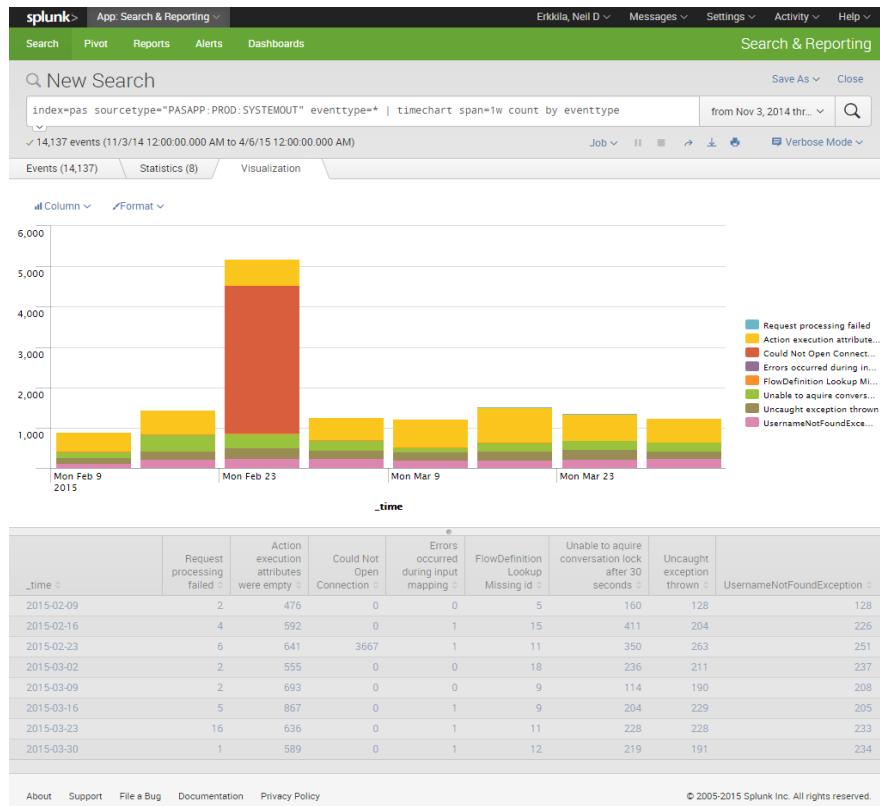 splunk> App: Search & Reporting Erkkila, Neil D Messages Settings Activity Help
Search Pivot Reports Alerts Dashboards Search & Reporting
New Search Save As Close
index=pas sourcetype="PASAPP:PROD:SYSTEMOUT" eventtype=* | timechart span=1w count by eventtype from Nov 3, 2014 thr...
14,137 events (11/3/14 12:00:00.000 AM to 4/6/15 12:00:00.000 AM) Job Verbose Mode
Events (14,137) Statistics (8) Visualization
Column Format
6,000
5,000
4,000
3,000
2,000
1,000
Request processing failed
Action execution attribute...
Could Not Open Connect...
Errors occurred during in...
FlowDefinition Lookup Mi...
Unable to aquire convers...
Uncaught exception thrown
UsernameNotFoundExce...
Mon Feb 9 Mon Feb 23 Mon Mar 9 Mon Mar 23
2015
_time
_time Request processing failed Action execution attributes were empty Could Not Open Connection Errors occurred during input mapping FlowDefinition Lookup Missing id Unable to aquire conversation lock after 30 seconds Uncaught exception thrown UsernameNotFoundException
2015-02-09 2 476 0 0 5 160 128 128
2015-02-16 4 592 0 1 15 411 204 226
2015-02-23 6 641 3667 1 11 350 263 251
2015-03-02 2 555 0 0 18 236 211 237
2015-03-09 2 693 0 0 9 114 190 208
2015-03-16 5 867 0 1 9 204 229 205
2015-03-23 16 636 0 1 11 228 228 233
2015-03-30 1 589 0 1 12 219 191 234
About Support File a Bug Documentation Privacy Policy © 2005-2015 Splunk Inc. All rights reserved.